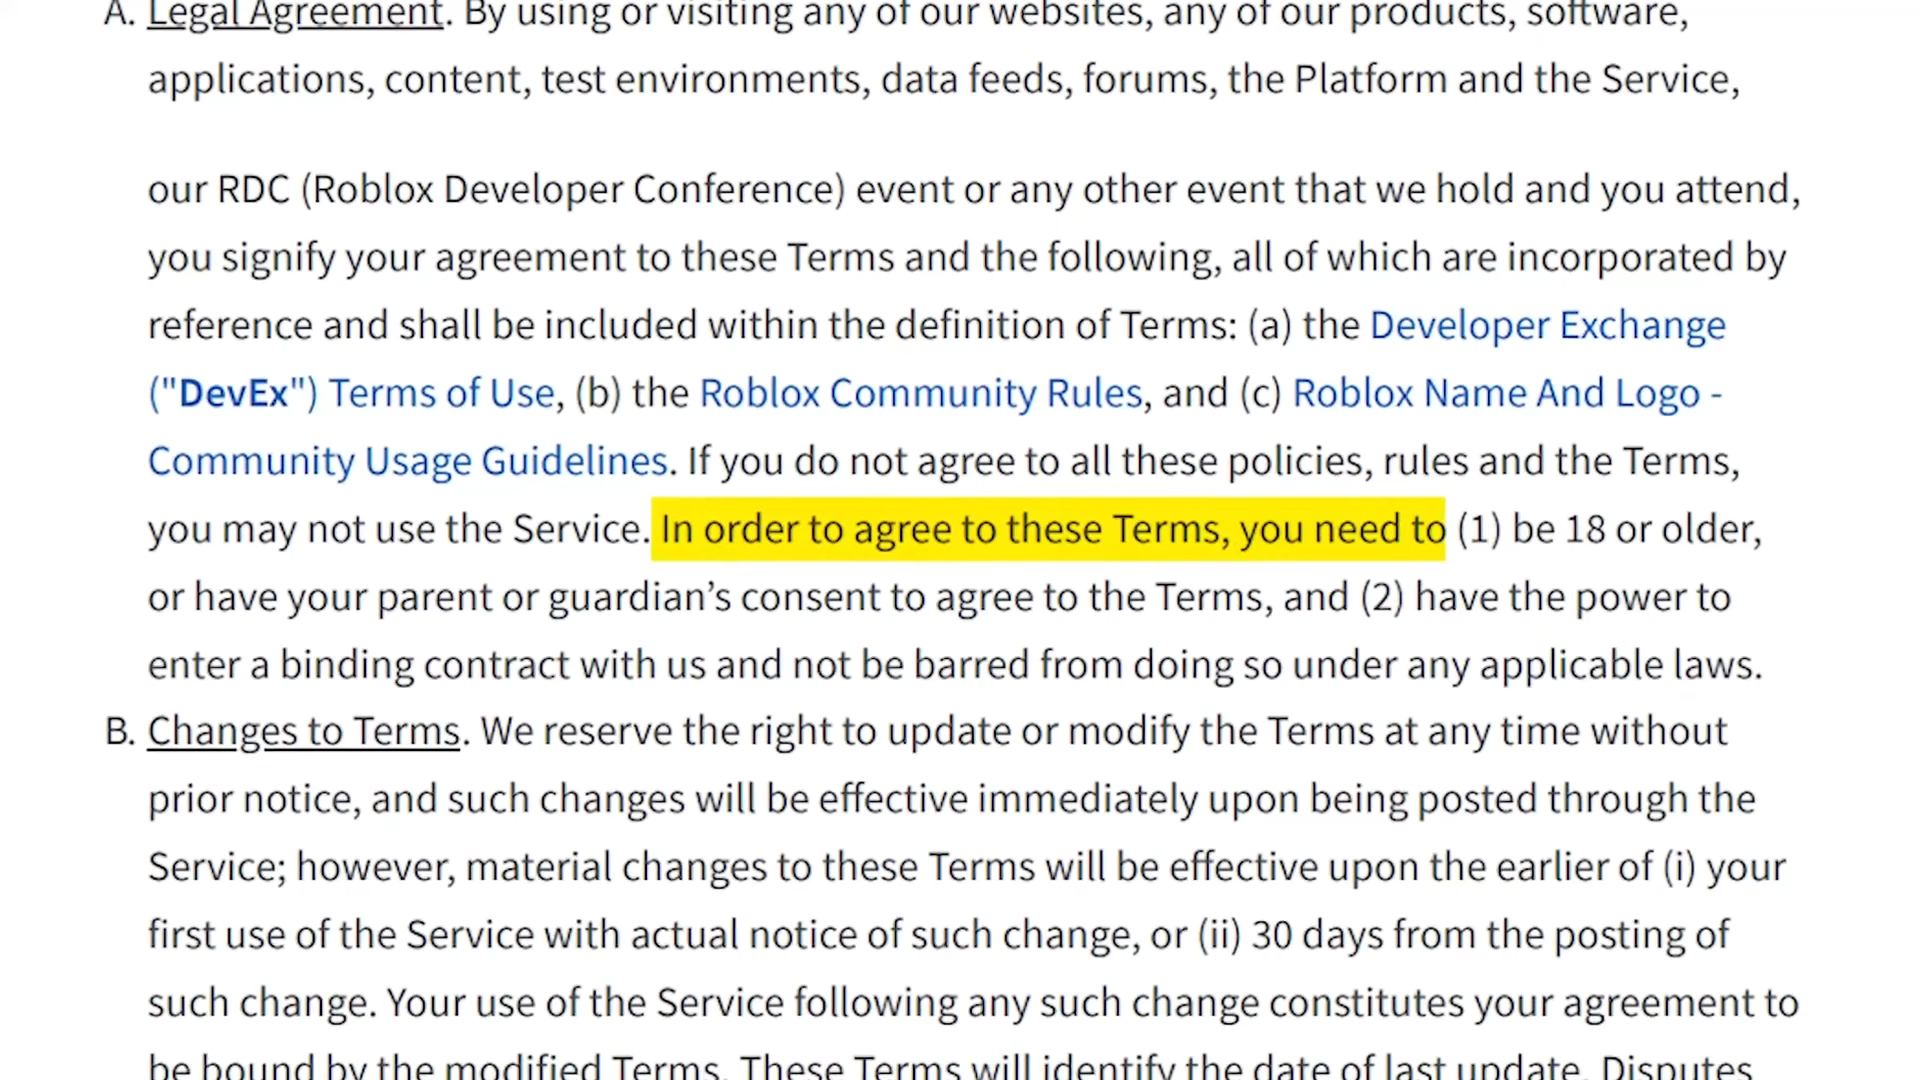 A. Legal Agreement. By using or visiting any of our websites, any of our products, software,
applications, content, test environments, data feeds, forums, the Platform and the Service,
our RDC (Roblox Developer Conference) event or any other event that we hold and you attend,
you signify your agreement to these Terms and the following, all of which are incorporated by
reference and shall be included within the definition of Terms: (a) the Developer Exchange
("DevEx") Terms of Use, (b) the Roblox Community Rules, and (c) Roblox Name And Logo -
Community Usage Guidelines. If you do not agree to all these policies, rules and the Terms,
you may not use the Service. In order to agree to these Terms, you need to (1) be 18 or older,
or have your parent or guardian’s consent to agree to the Terms, and (2) have the power to
enter a binding contract with us and not be barred from doing so under any applicable laws.
B. Changes to Terms. We reserve the right to update or modify the Terms at any time without
prior notice, and such changes will be effective immediately upon being posted through the
Service; however, material changes to these Terms will be effective upon the earlier of (i) your
first use of the Service with actual notice of such change, or (ii) 30 days from the posting of
such change. Your use of the Service following any such change constitutes your agreement to
be bound by the modified Terms. These Terms will identify the date of last update. Disputes